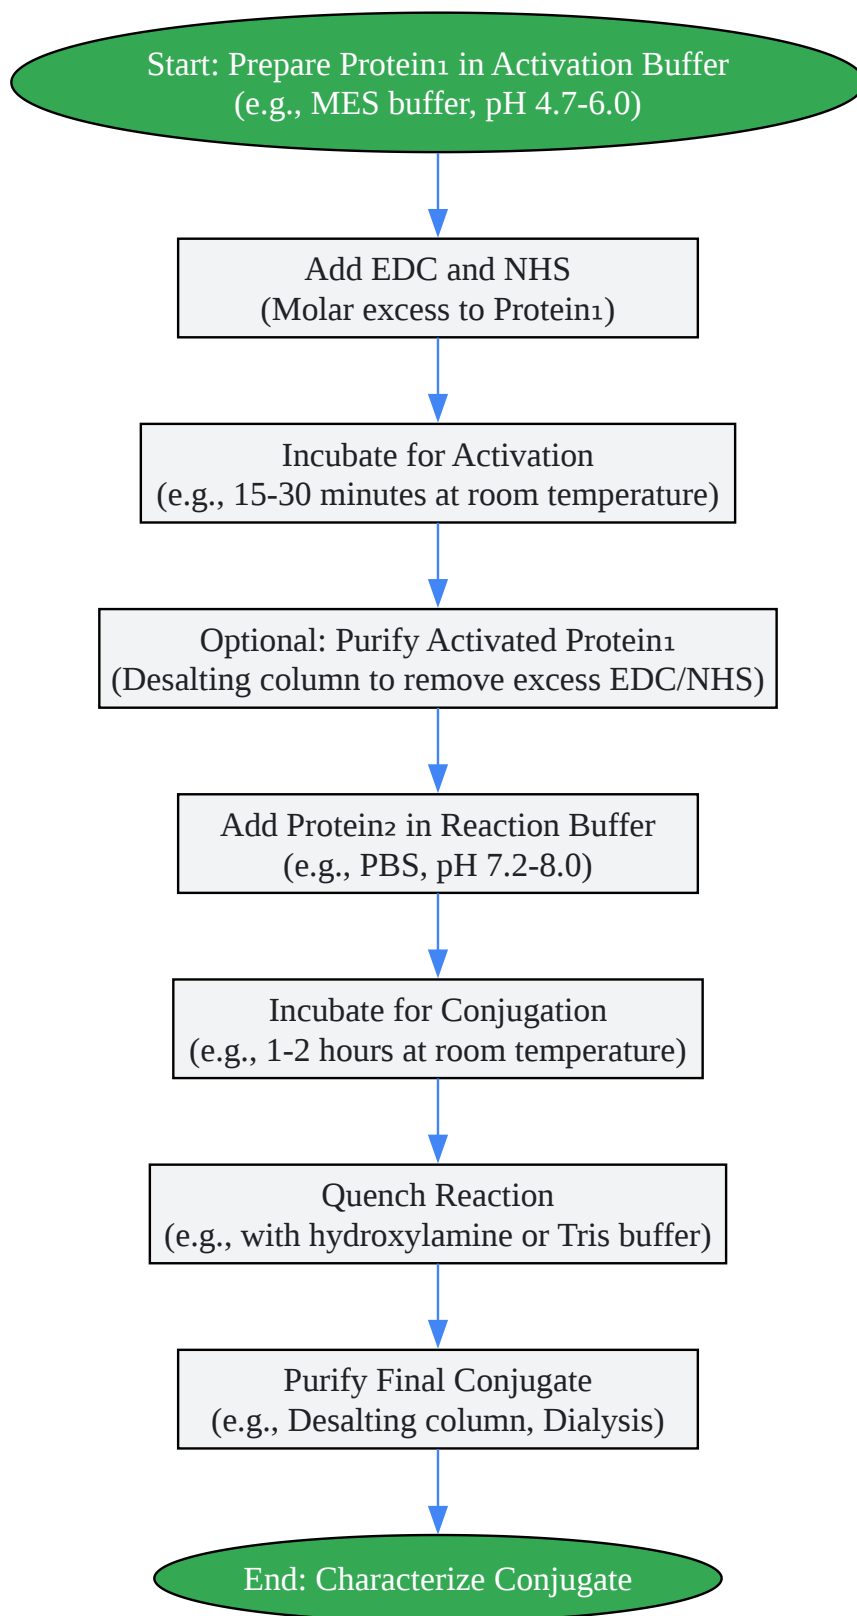 Start: Prepare Protein₁ in Activation Buffer
(e.g., MES buffer, pH 4.7-6.0)
Add EDC and NHS
(Molar excess to Protein₁)
Incubate for Activation
(e.g., 15-30 minutes at room temperature)
Optional: Purify Activated Protein₁
(Desalting column to remove excess EDC/NHS)
Add Protein₂ in Reaction Buffer
(e.g., PBS, pH 7.2-8.0)
Incubate for Conjugation
(e.g., 1-2 hours at room temperature)
Quench Reaction
(e.g., with hydroxylamine or Tris buffer)
Purify Final Conjugate
(e.g., Desalting column, Dialysis)
End: Characterize Conjugate